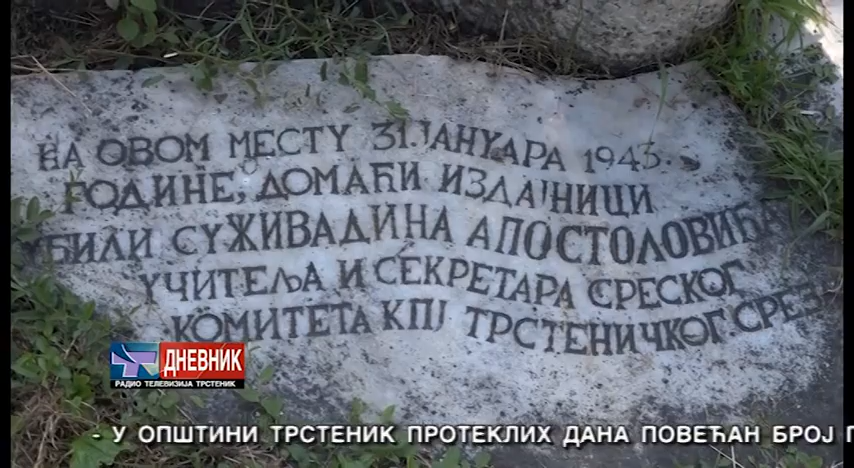 НА ОВОМ МЕСТУ 31. ЈАНУАРА 1943.
ГОДИНЕ, ДОМАЋИ ИЗДАЈНИЦИ
УБИЛИ СУ ЖИВАДИНА АПОСТОЛОВИЋА
УЧИТЕЉА И СЕКРЕТАРА СРЕСКОГ
КОМИТЕТА КПЈ ТРСТЕНИЧКОГ СРЕЗА
ДНЕВНИК
РАДИО ТЕЛЕВИЗИЈА ТРСТЕНИК
- У ОПШТИНИ ТРСТЕНИК ПРОТЕКЛИХ ДАНА ПОВЕЋАН БРОЈ